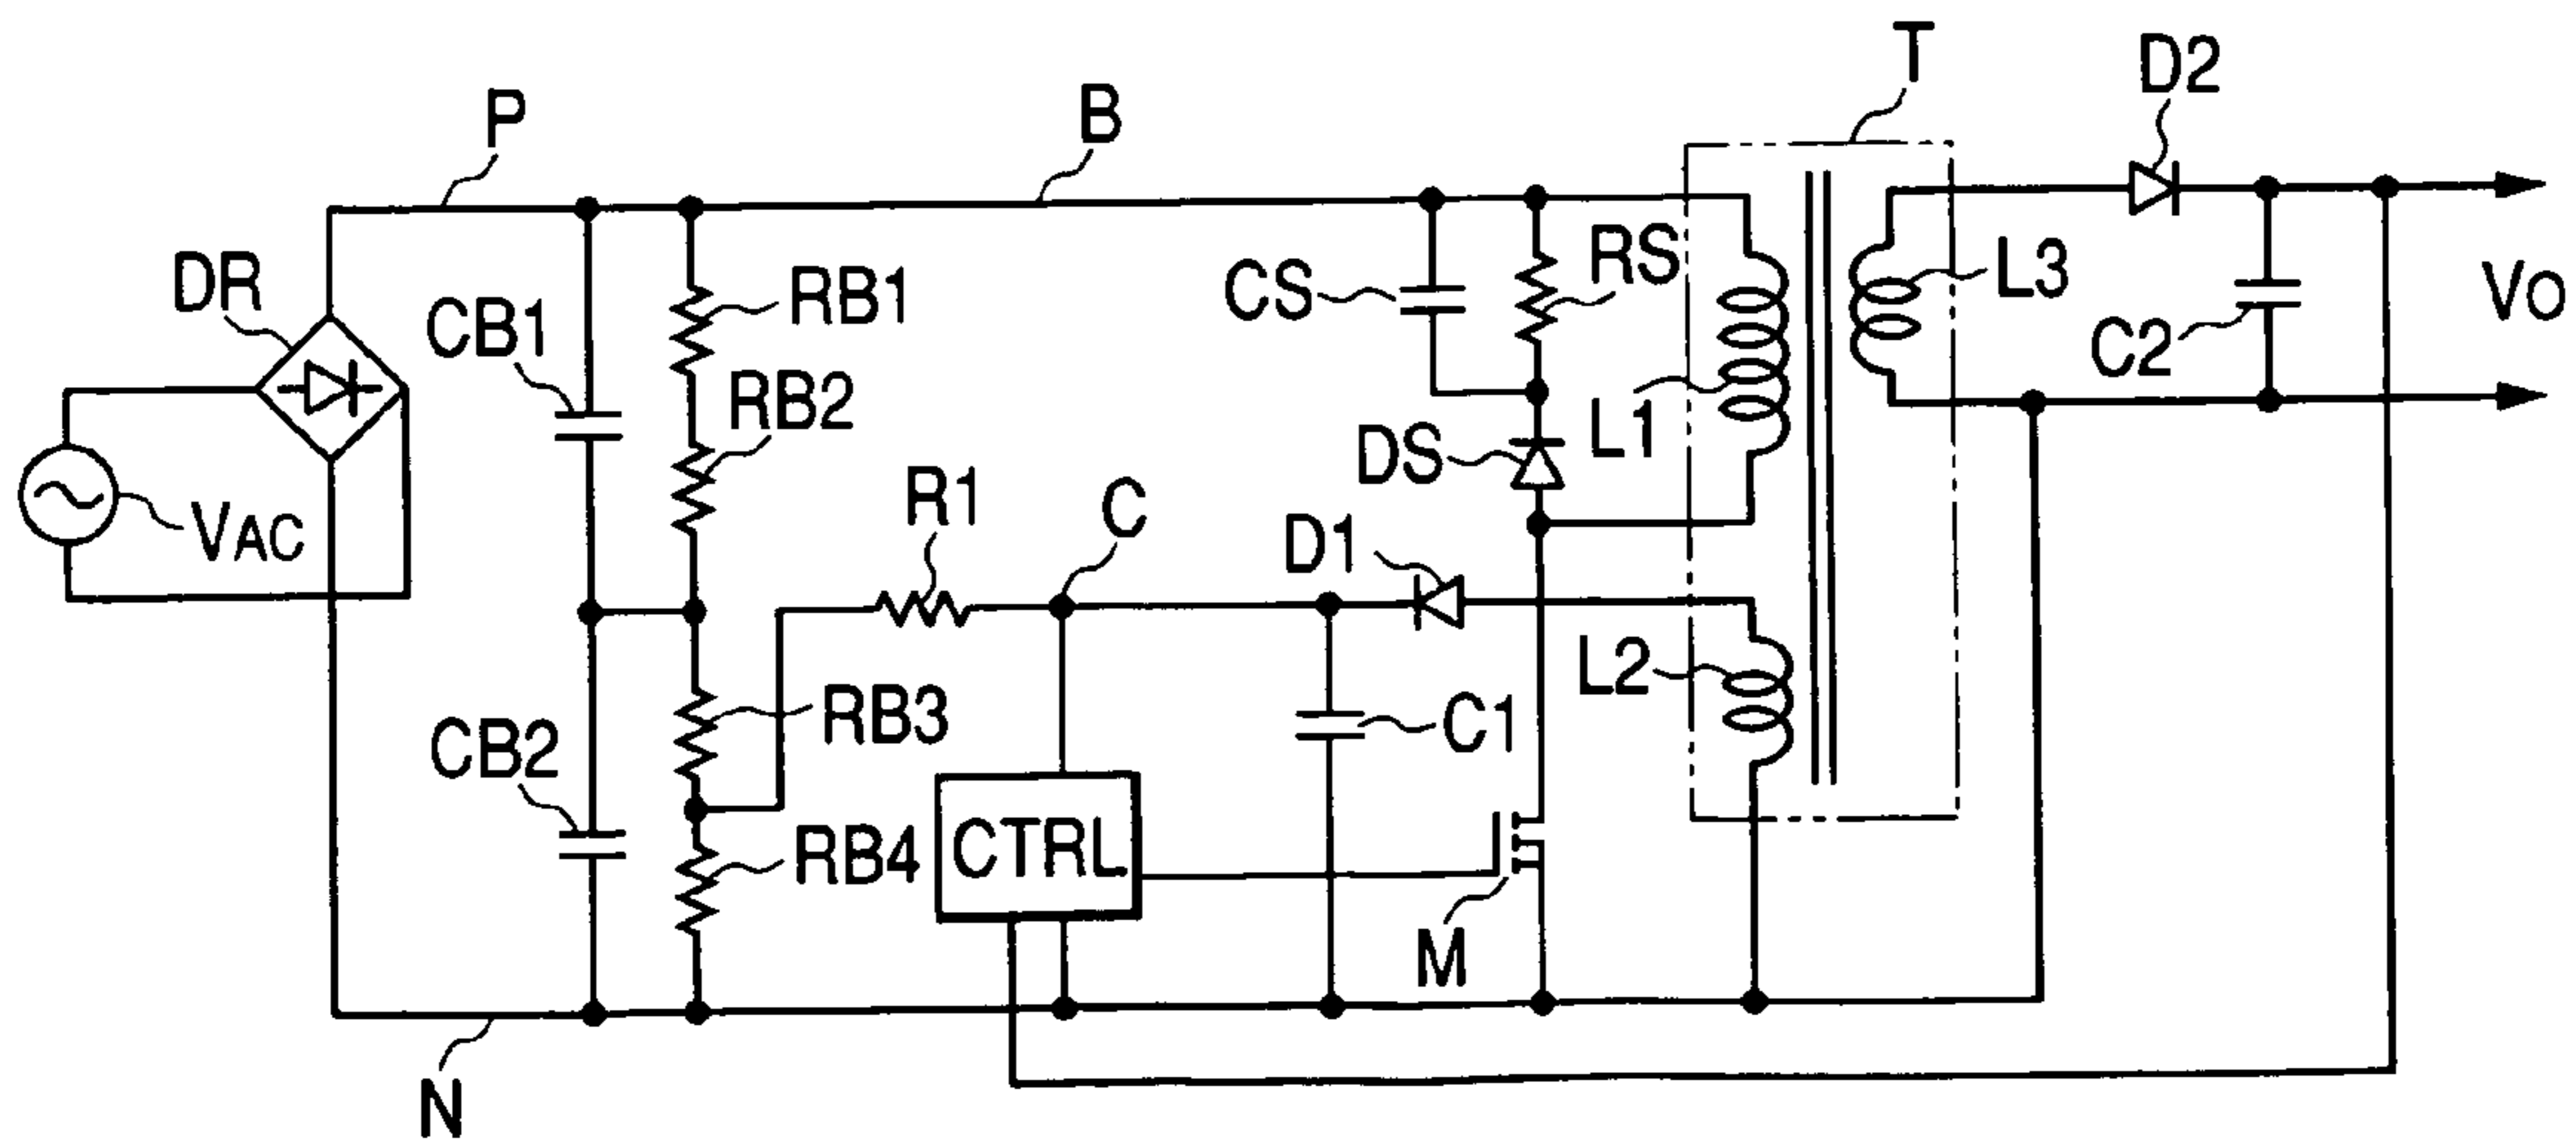 T
D2
P
B
DR
RB1
CS
RS
L3
VO
CB1
C2
RB2
L1
DS
R1
C
VAC
D1
L2
RB3
C1
CB2
RB4
CTRL
M
N